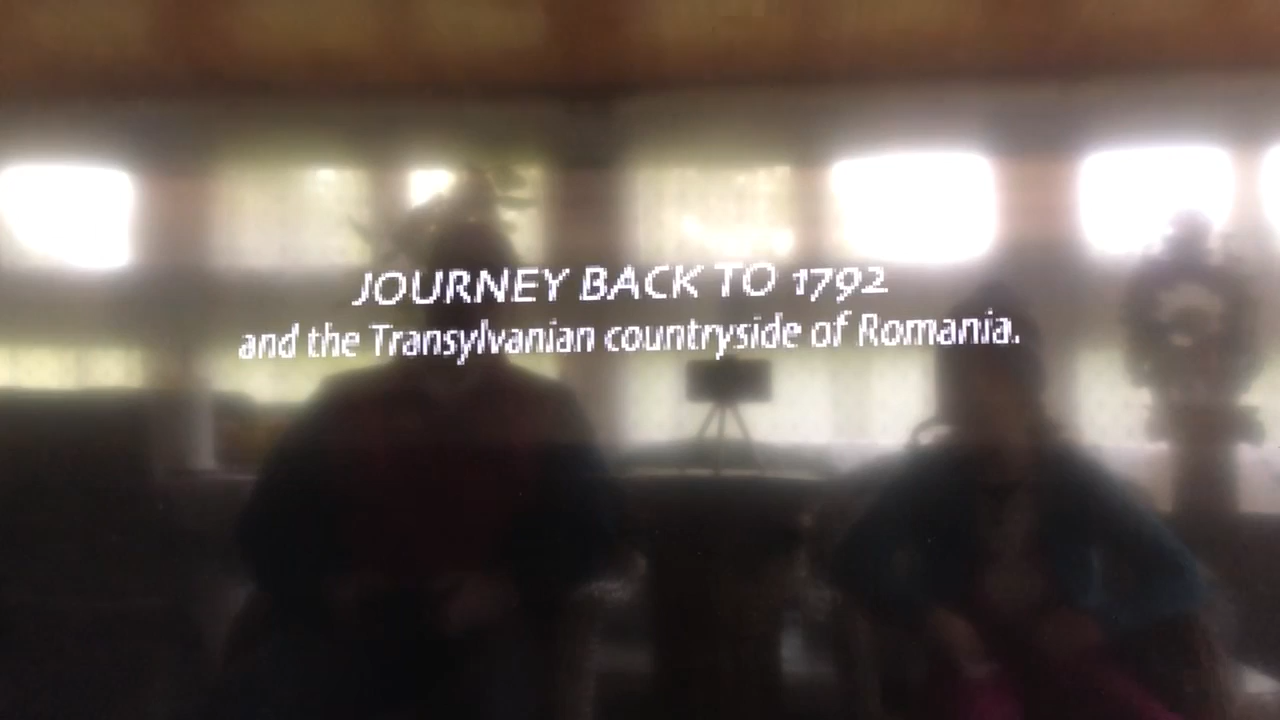 JOURNEY BACK TO 1792
and the Transylvanian countryside of Romania.